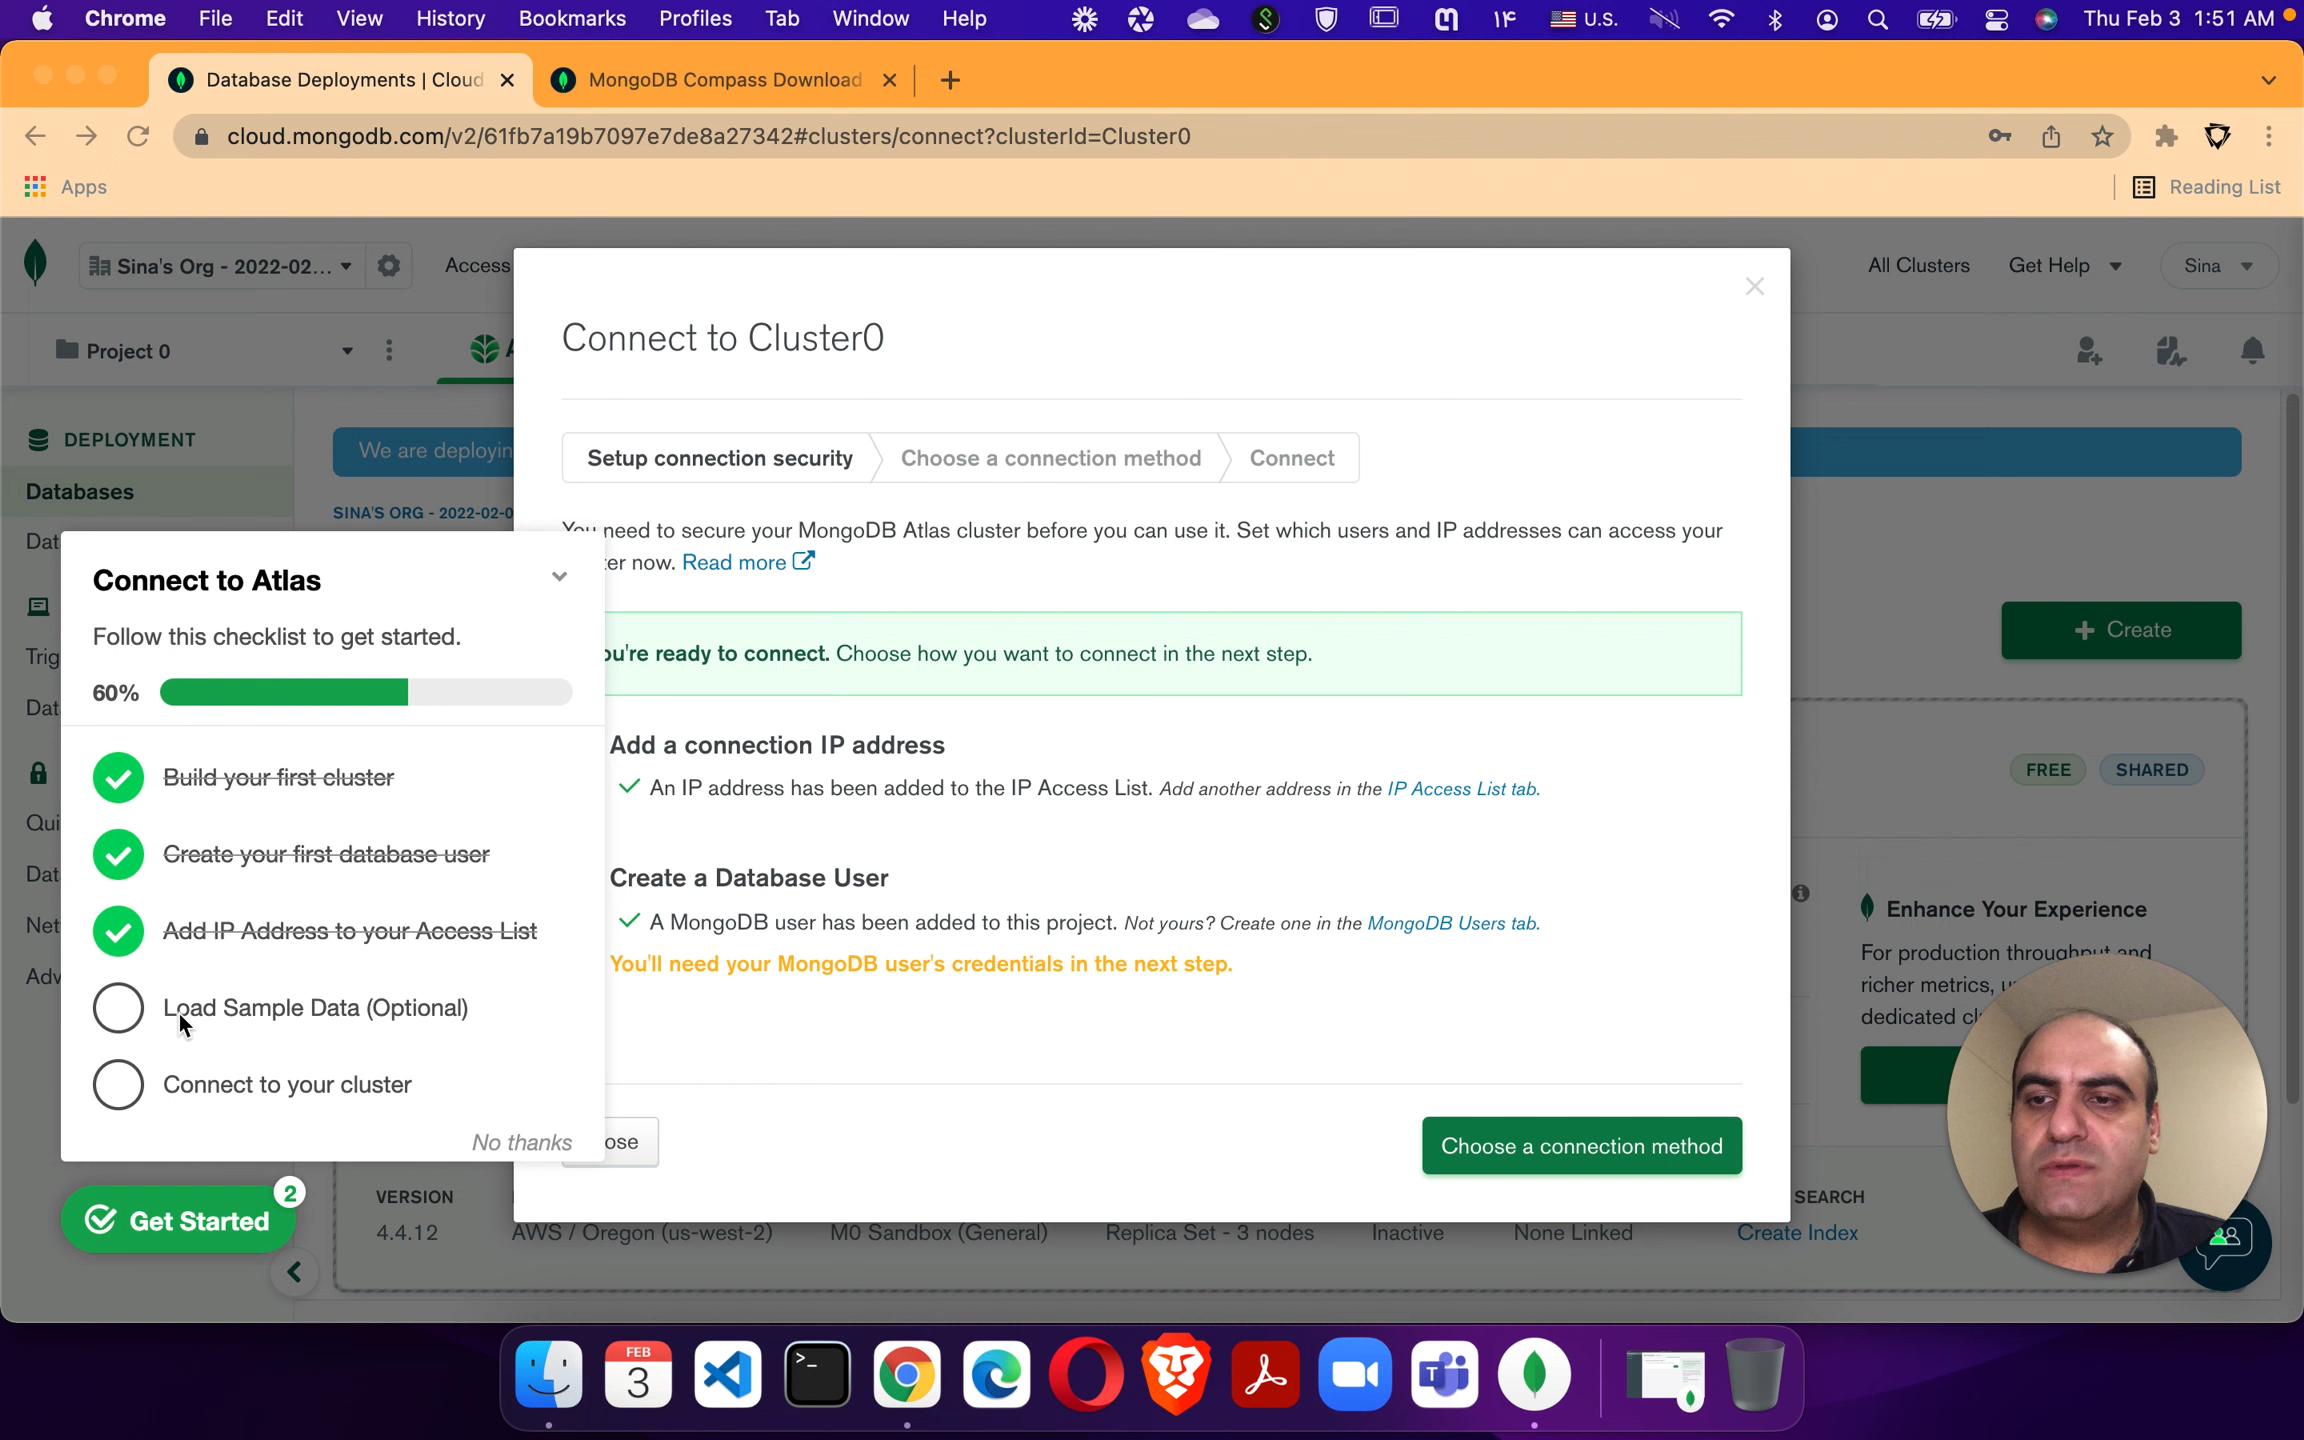 Chrome File Edit View History Bookmarks Profiles Tab Window Help U.S. Thu Feb 3 1:51 AM
Database Deployments | Cloud MongoDB Compass Download
cloud.mongodb.com/v2/61fb7a19b7097e7de8a27342#clusters/connect?clusterId=Cluster0
Apps Reading List
Sina's Org - 2022-02... Access All Clusters Get Help Sina
Project 0
DEPLOYMENT
Databases
We are deployin
SINA'S ORG - 2022-02-0
Dat
Trig
Dat
Qui
Dat
Net
Adv
Connect to Cluster0
Setup connection security Choose a connection method Connect
You need to secure your MongoDB Atlas cluster before you can use it. Set which users and IP addresses can access your
er now. Read more
ou're ready to connect. Choose how you want to connect in the next step.
Add a connection IP address
An IP address has been added to the IP Access List. Add another address in the IP Access List tab.
Create a Database User
A MongoDB user has been added to this project. Not yours? Create one in the MongoDB Users tab.
You'll need your MongoDB user's credentials in the next step.
ose
Choose a connection method
Connect to Atlas
Follow this checklist to get started.
60%
Build your first cluster
Create your first database user
Add IP Address to your Access List
Load Sample Data (Optional)
Connect to your cluster
No thanks
Get Started 2
+ Create
FREE SHARED
Enhance Your Experience
For production throughput and
richer metrics, u
dedicated cl
VERSION
4.4.12
AWS / Oregon (us-west-2) M0 Sandbox (General) Replica Set - 3 nodes Inactive None Linked
SEARCH
Create Index
FEB
3